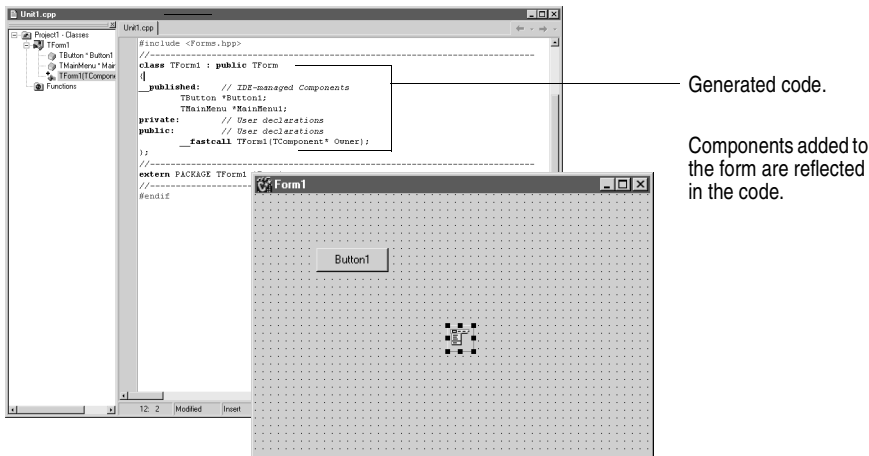 Unit1.cpp
Project1 - Classes
TForm1
TButton * Button1
TMainMenu * Mair
TForm1(TCompone
Functions
Unit1.cpp
#include <Forms.hpp>
//
class TForm1 : public TForm
{
__published:    // IDE-managed Components
TButton *Button1;
TMainMenu *MainMenu1;
private:    // User declarations
public:    // User declarations
__fastcall TForm1(TComponent* Owner);
};
//
extern PACKAGE TForm1
//
#endif
12: 2 Modified Insert
Form1
Button1
Generated code.
Components added to
the form are reflected
in the code.